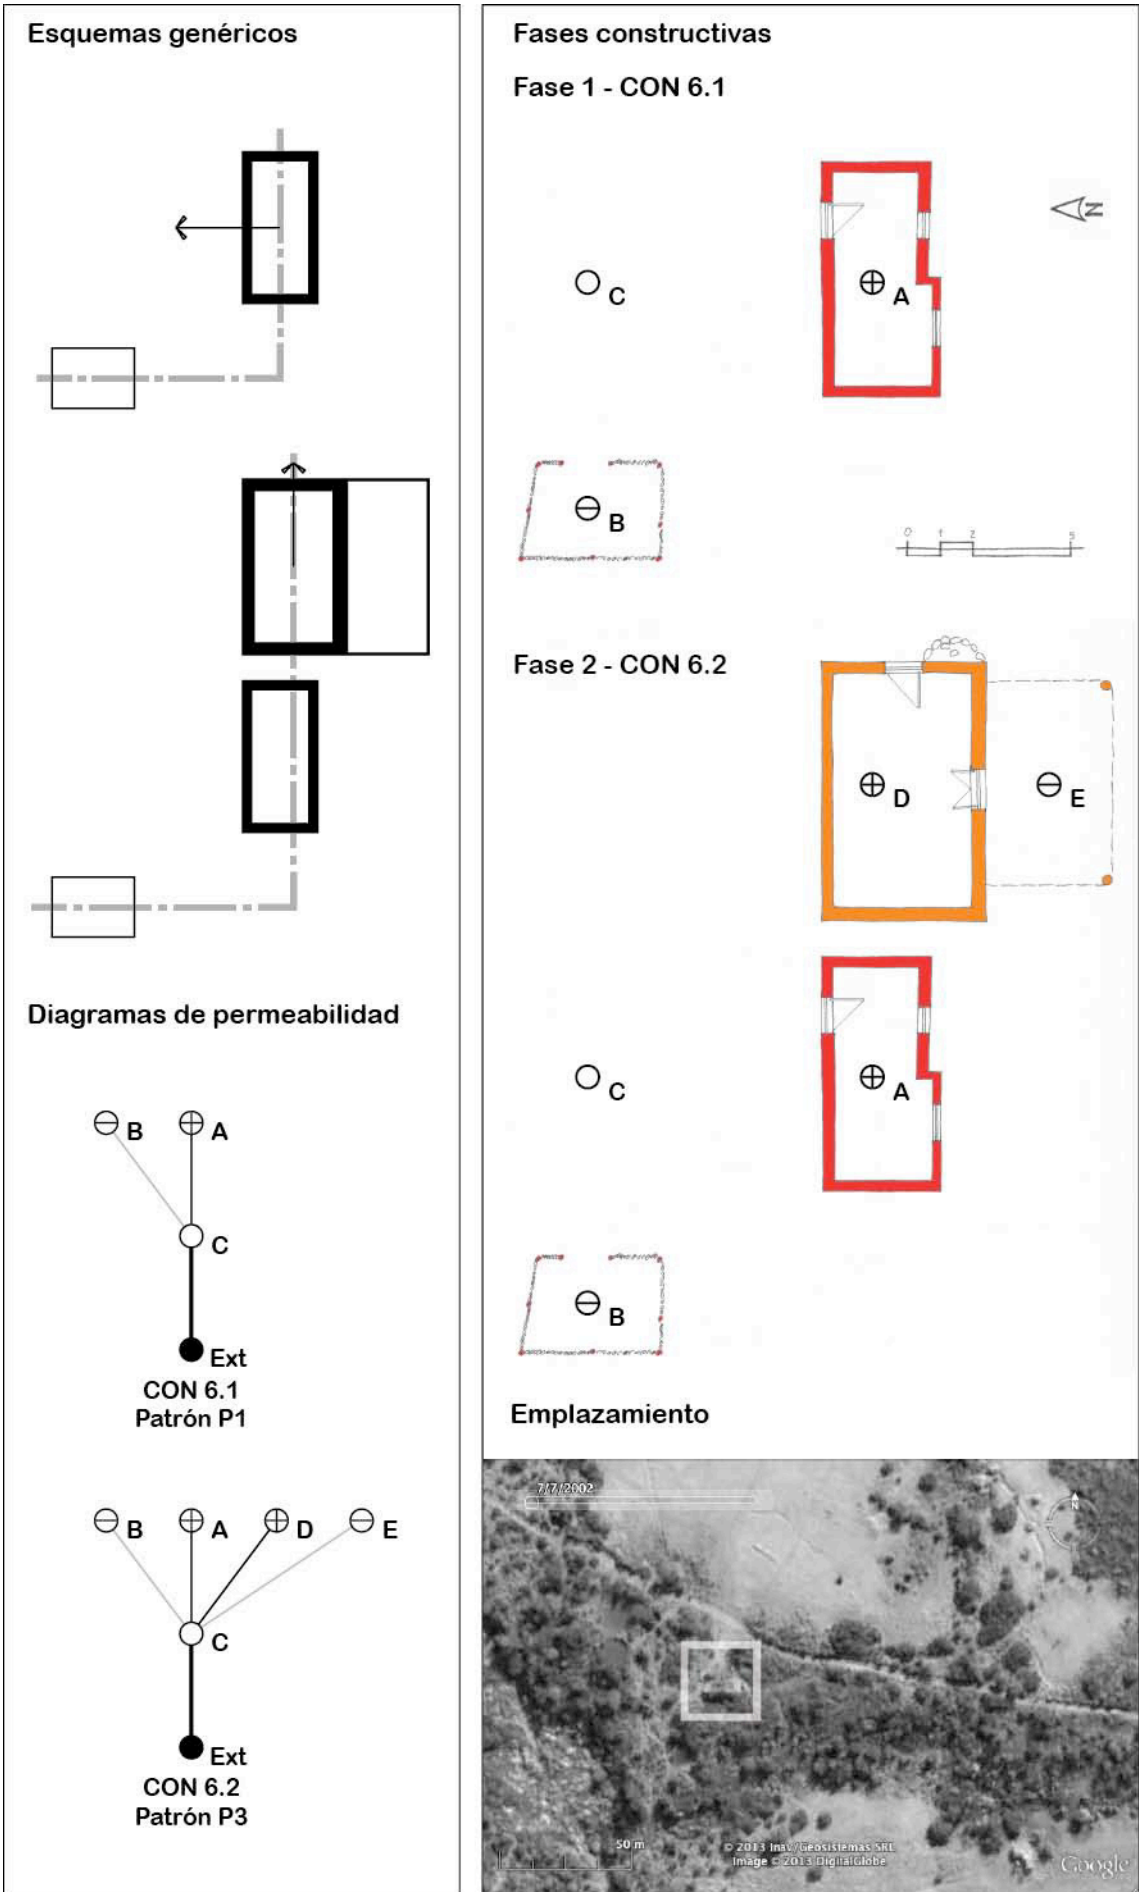 Esquemas genéricos
Diagramas de permeabilidad
B
A
C
Ext
CON 6.1
Patrón P1
B
A
D
E
C
Ext
CON 6.2
Patrón P3
Fases constructivas
Fase 1 - CON 6.1
N
C
A
B
0 1 2 5
Fase 2 - CON 6.2
D
E
C
A
B
Emplazamiento
7/7/2002
N
50 m
© 2013 Inav/Geosistemas SRL
Image © 2013 DigitalGlobe
Google